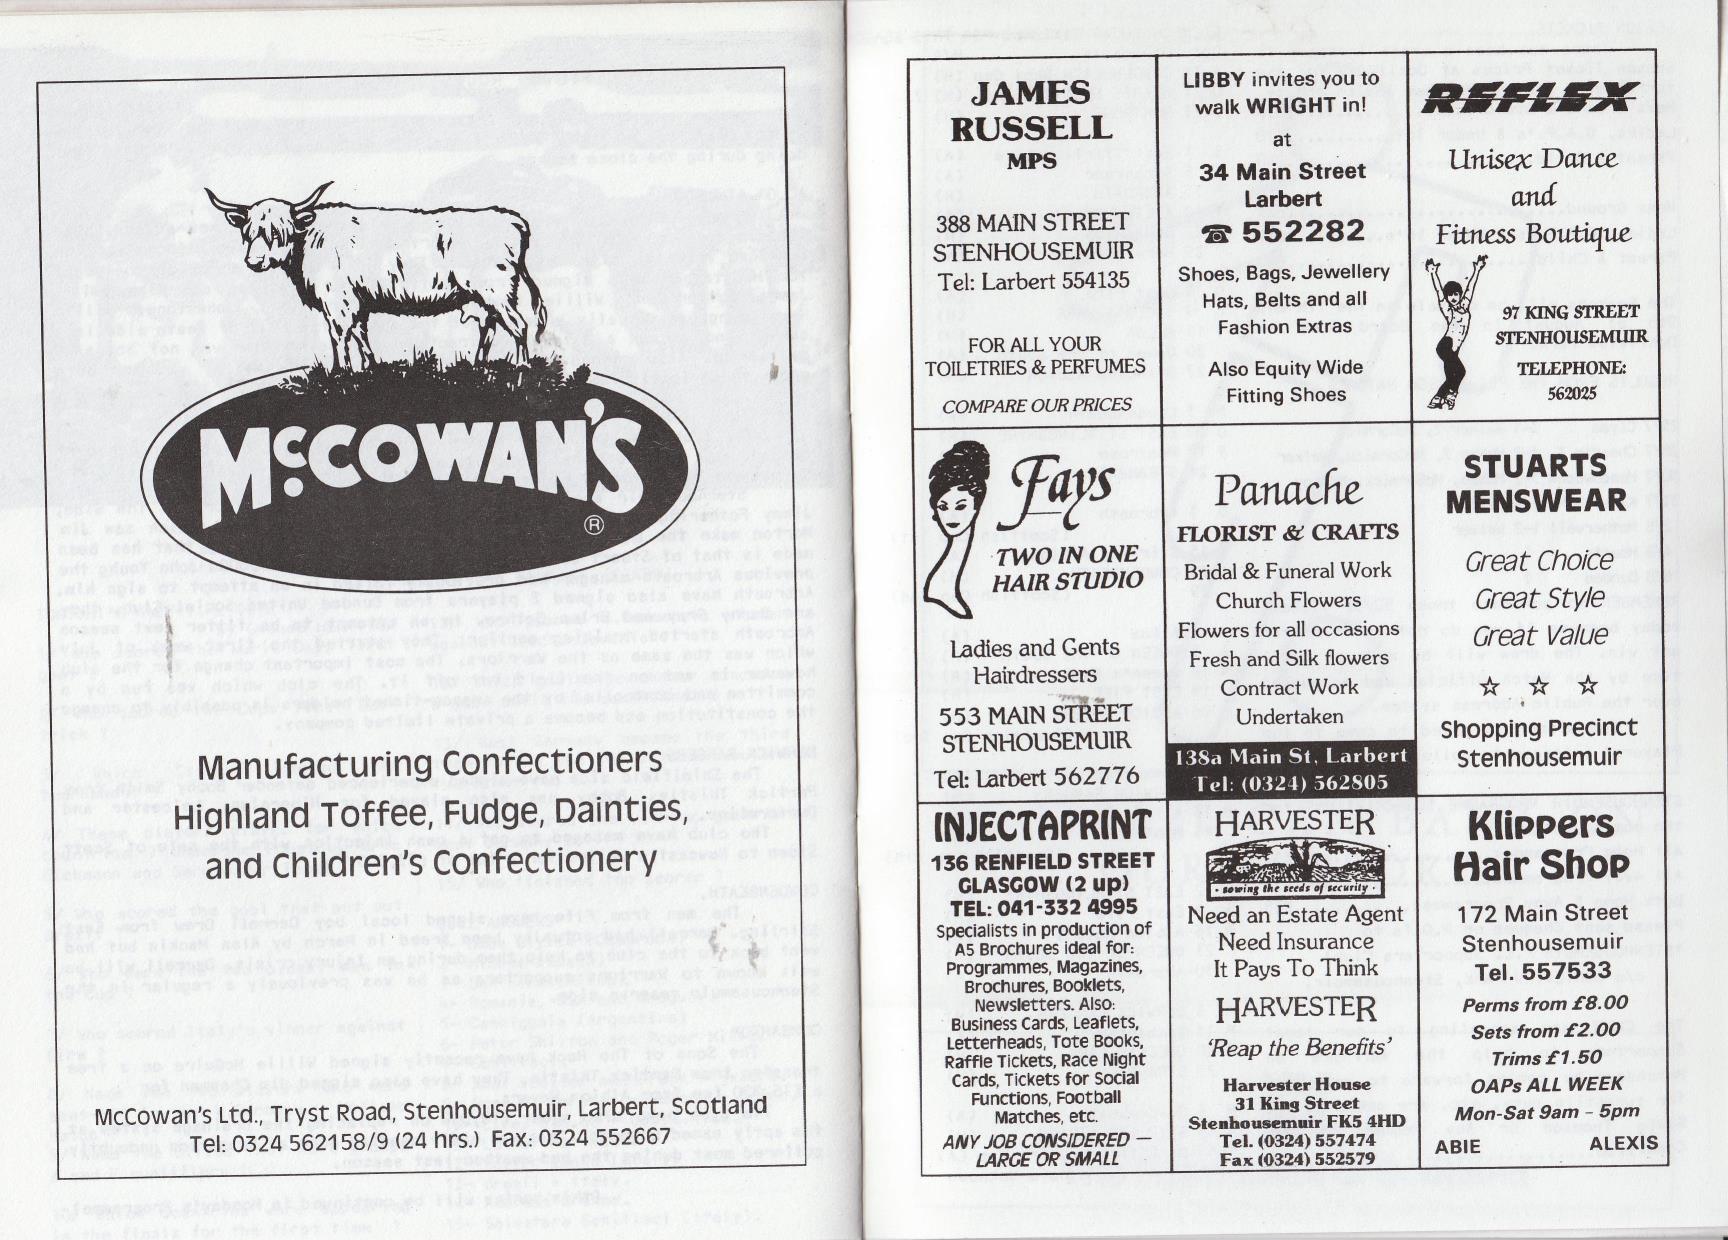 McCOWAN'S
®
Manufacturing Confectioners
Highland Toffee, Fudge, Dainties,
and Children's Confectionery
McCowan's Ltd., Tryst Road, Stenhousemuir, Larbert, Scotland
Tel: 0324 562158/9 (24 hrs.) Fax: 0324 552667
JAMES
RUSSELL
MPS
388 MAIN STREET
STENHOUSEMUIR
Tel: Larbert 554135
FOR ALL YOUR
TOILETRIES & PERFUMES
COMPARE OUR PRICES
LIBBY invites you to
walk WRIGHT in!
at
34 Main Street
Larbert
☎ 552282
Shoes, Bags, Jewellery
Hats, Belts and all
Fashion Extras
Also Equity Wide
Fitting Shoes
REFLEX
Unisex Dance
and
Fitness Boutique
97 KING STREET
STENHOUSEMUIR
TELEPHONE:
562025
Fays
TWO IN ONE
HAIR STUDIO
Ladies and Gents
Hairdressers
553 MAIN STREET
STENHOUSEMUIR
Tel: Larbert 562776
Panache
FLORIST & CRAFTS
Bridal & Funeral Work
Church Flowers
Flowers for all occasions
Fresh and Silk flowers
Contract Work
Undertaken
138a Main St, Larbert
Tel: (0324) 562805
STUARTS
MENSWEAR
Great Choice
Great Style
Great Value
☆ ☆ ☆
Shopping Precinct
Stenhousemuir
INJECTAPRINT
136 RENFIELD STREET
GLASGOW (2 up)
TEL: 041-332 4995
Specialists in production of
A5 Brochures ideal for:
Programmes, Magazines,
Brochures, Booklets,
Newsletters. Also:
Business Cards, Leaflets,
Letterheads, Tote Books,
Raffle Tickets, Race Night
Cards, Tickets for Social
Functions, Football
Matches, etc.
ANY JOB CONSIDERED —
LARGE OR SMALL
HARVESTER
· sowing the seeds of security ·
Need an Estate Agent
Need Insurance
It Pays To Think
HARVESTER
'Reap the Benefits'
Harvester House
31 King Street
Stenhousemuir FK5 4HD
Tel. (0324) 557474
Fax (0324) 552579
Klippers
Hair Shop
172 Main Street
Stenhousemuir
Tel. 557533
Perms from £8.00
Sets from £2.00
Trims £1.50
OAPs ALL WEEK
Mon-Sat 9am - 5pm
ABIE ALEXIS